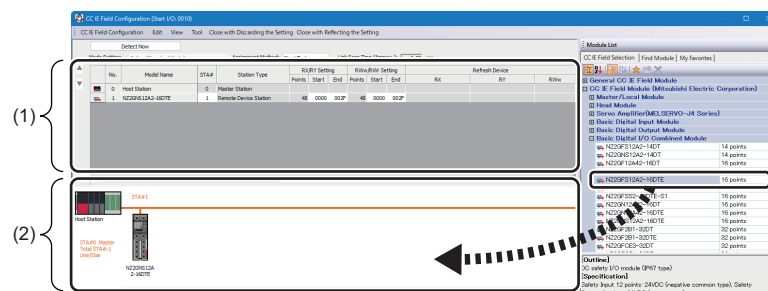 CC IE Field Configuration (Start I/O: 0010)
CC IE Field Configuration Edit View Tool Close with Discarding the Setting Close with Reflecting the Setting
Detect Now
No. Model Name STA# Station Type RX/RY Setting RWw/RWr Setting Refresh Device
Points Start End Points Start End RX RY RWw
0 Host Station 0 Master Station
1 NZ2GNS12A2-16DTE 1 Remote Device Station 48 0000 002F 48 0000 002F
(1)
(2)
STA#1
Host Station
STA#0 Master
Total STA#:1
Line/Star
NZ2GNS12A
2-16DTE
Module List
CC IE Field Selection Find Module My Favorites
General CC IE Field Module
CC IE Field Module (Mitsubishi Electric Corporation)
Master/Local Module
Head Module
Servo Amplifier(MELSERVO-J4 Series)
Basic Digital Input Module
Basic Digital Output Module
Basic Digital I/O Combined Module
NZ2GFS12A2-14DT 14 points
NZ2GNS12A2-14DT 14 points
NZ2GF12A42-16DT 16 points
NZ2GFS12A2-16DTE 16 points
16 points
16 points
16 points
16 points
NZ2GF2B1-32DT 32 points
NZ2GF2B1-32DTE 32 points
NZ2GFCE3-32DT 32 points
[Outline]
DC safety I/O module (IP67 type)
[Specification]
Safety Input 12 points: 24VDC (negative common type), Safety